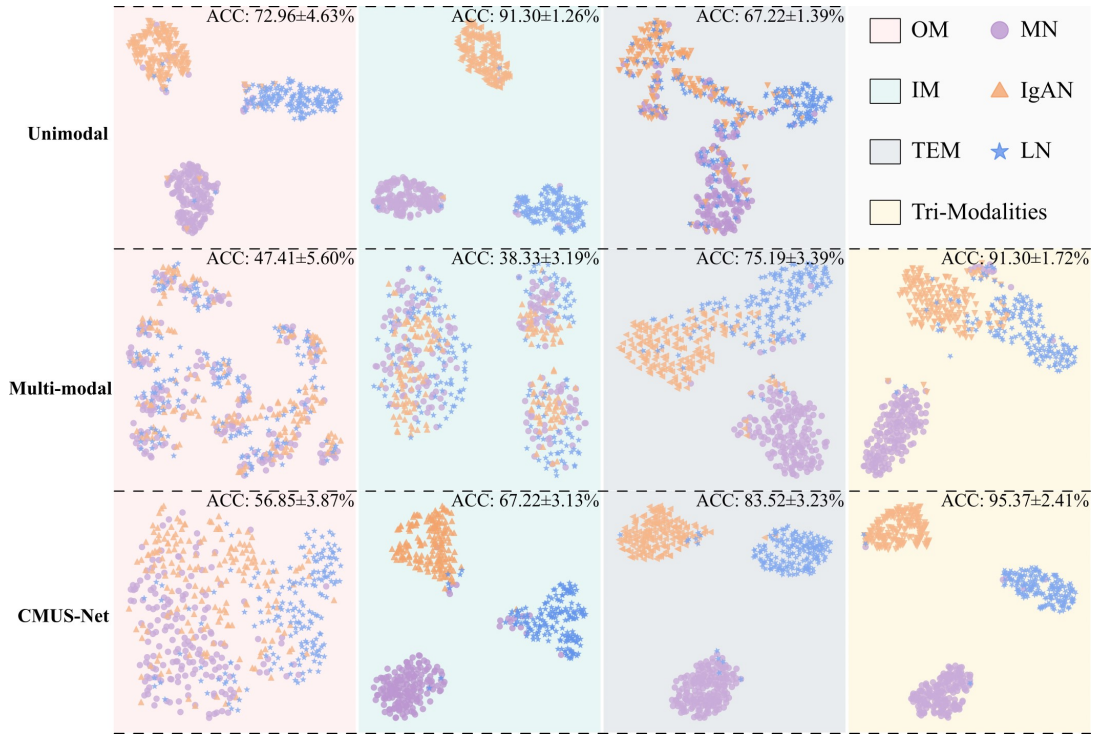 ACC: 72.96±4.63%
ACC: 91.30±1.26%
ACC: 67.22±1.39%
OM
MN
IM
IgAN
TEM
LN
Tri-Modalities
Unimodal
ACC: 47.41±5.60%
ACC: 38.33±3.19%
ACC: 75.19±3.39%
ACC: 91.30±1.72%
Multi-modal
ACC: 56.85±3.87%
ACC: 67.22±3.13%
ACC: 83.52±3.23%
ACC: 95.37±2.41%
CMUS-Net